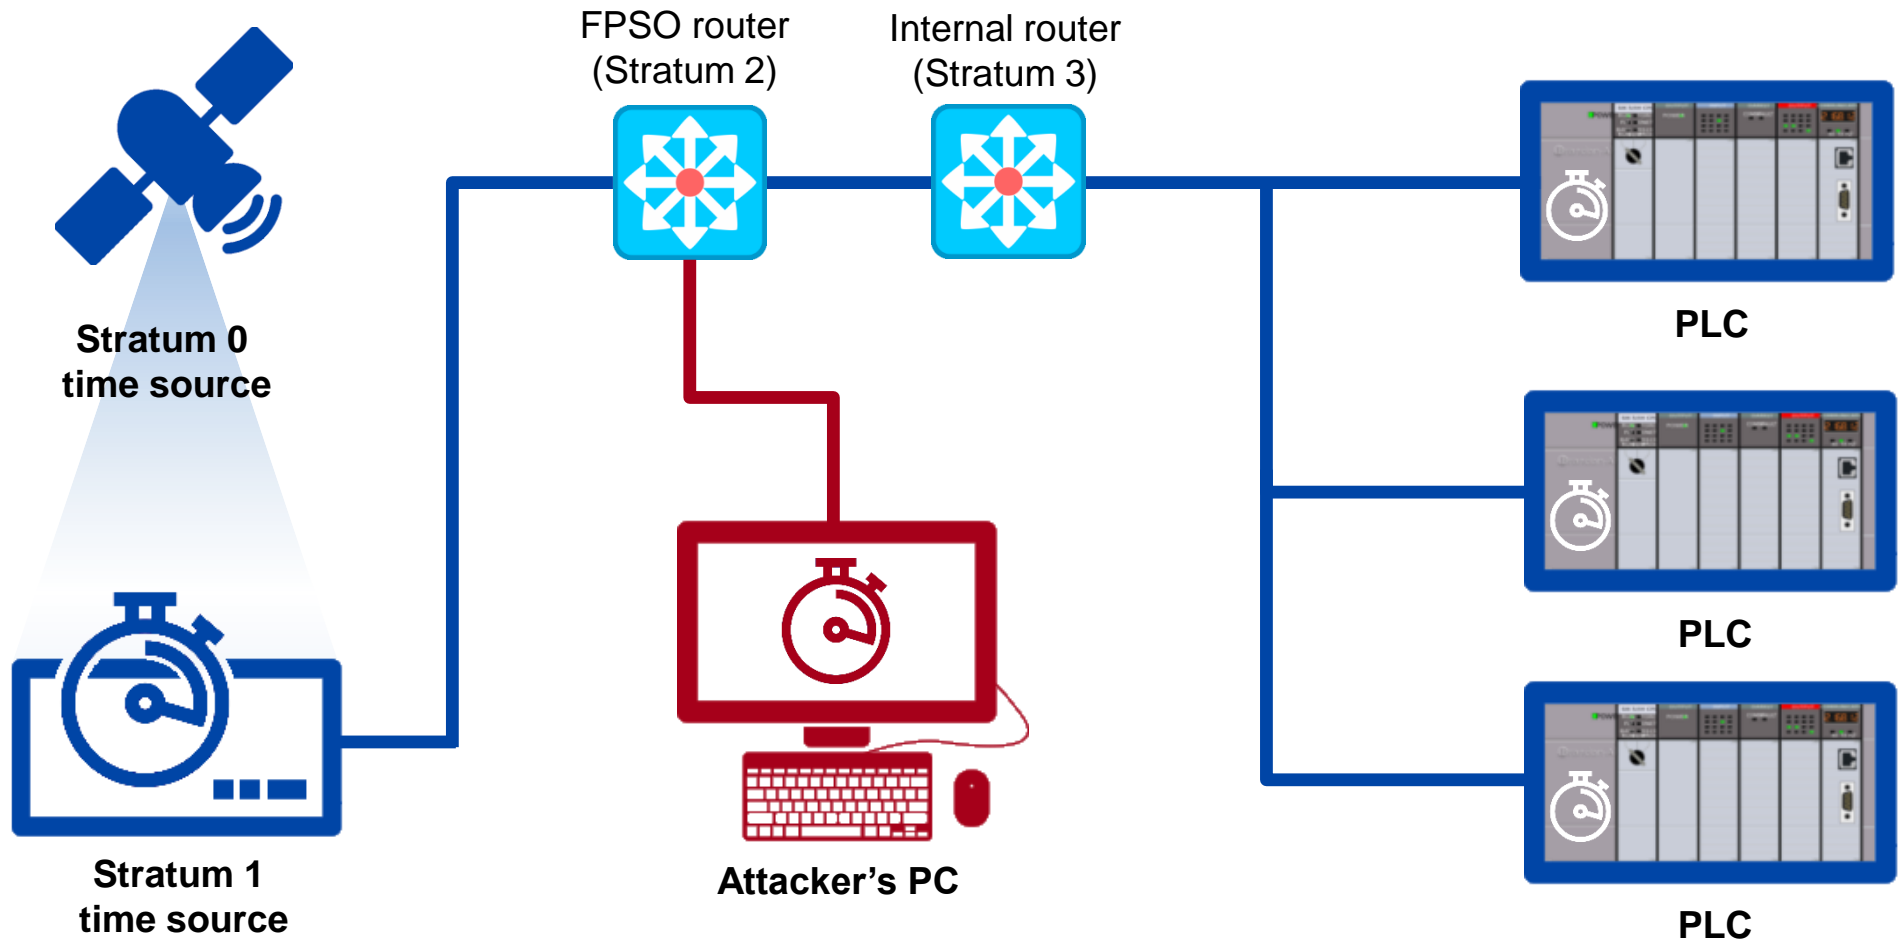 FPSO router
(Stratum 2)
Internal router
(Stratum 3)
Stratum 0
time source
PLC
PLC
Stratum 1
time source
Attacker’s PC
PLC